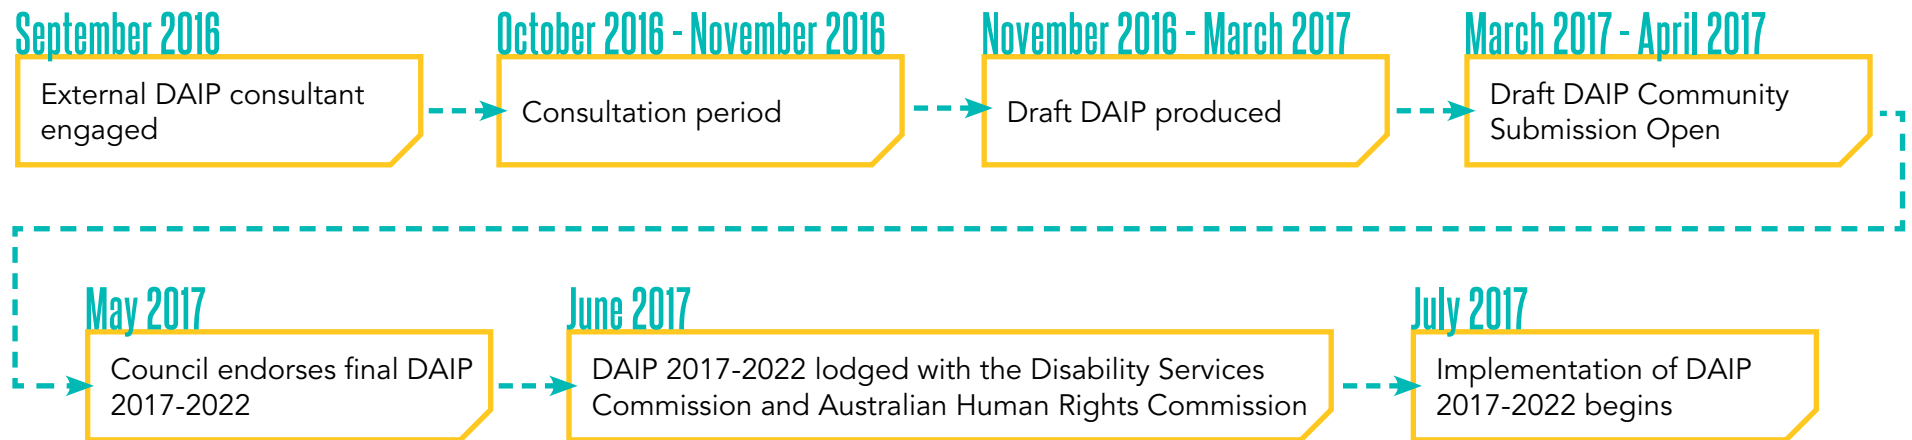 September 2016
External DAIP consultant
engaged
October 2016 - November 2016
Consultation period
November 2016 - March 2017
Draft DAIP produced
March 2017 - April 2017
Draft DAIP Community
Submission Open
May 2017
Council endorses final DAIP
2017-2022
June 2017
DAIP 2017-2022 lodged with the Disability Services
Commission and Australian Human Rights Commission
July 2017
Implementation of DAIP
2017-2022 begins